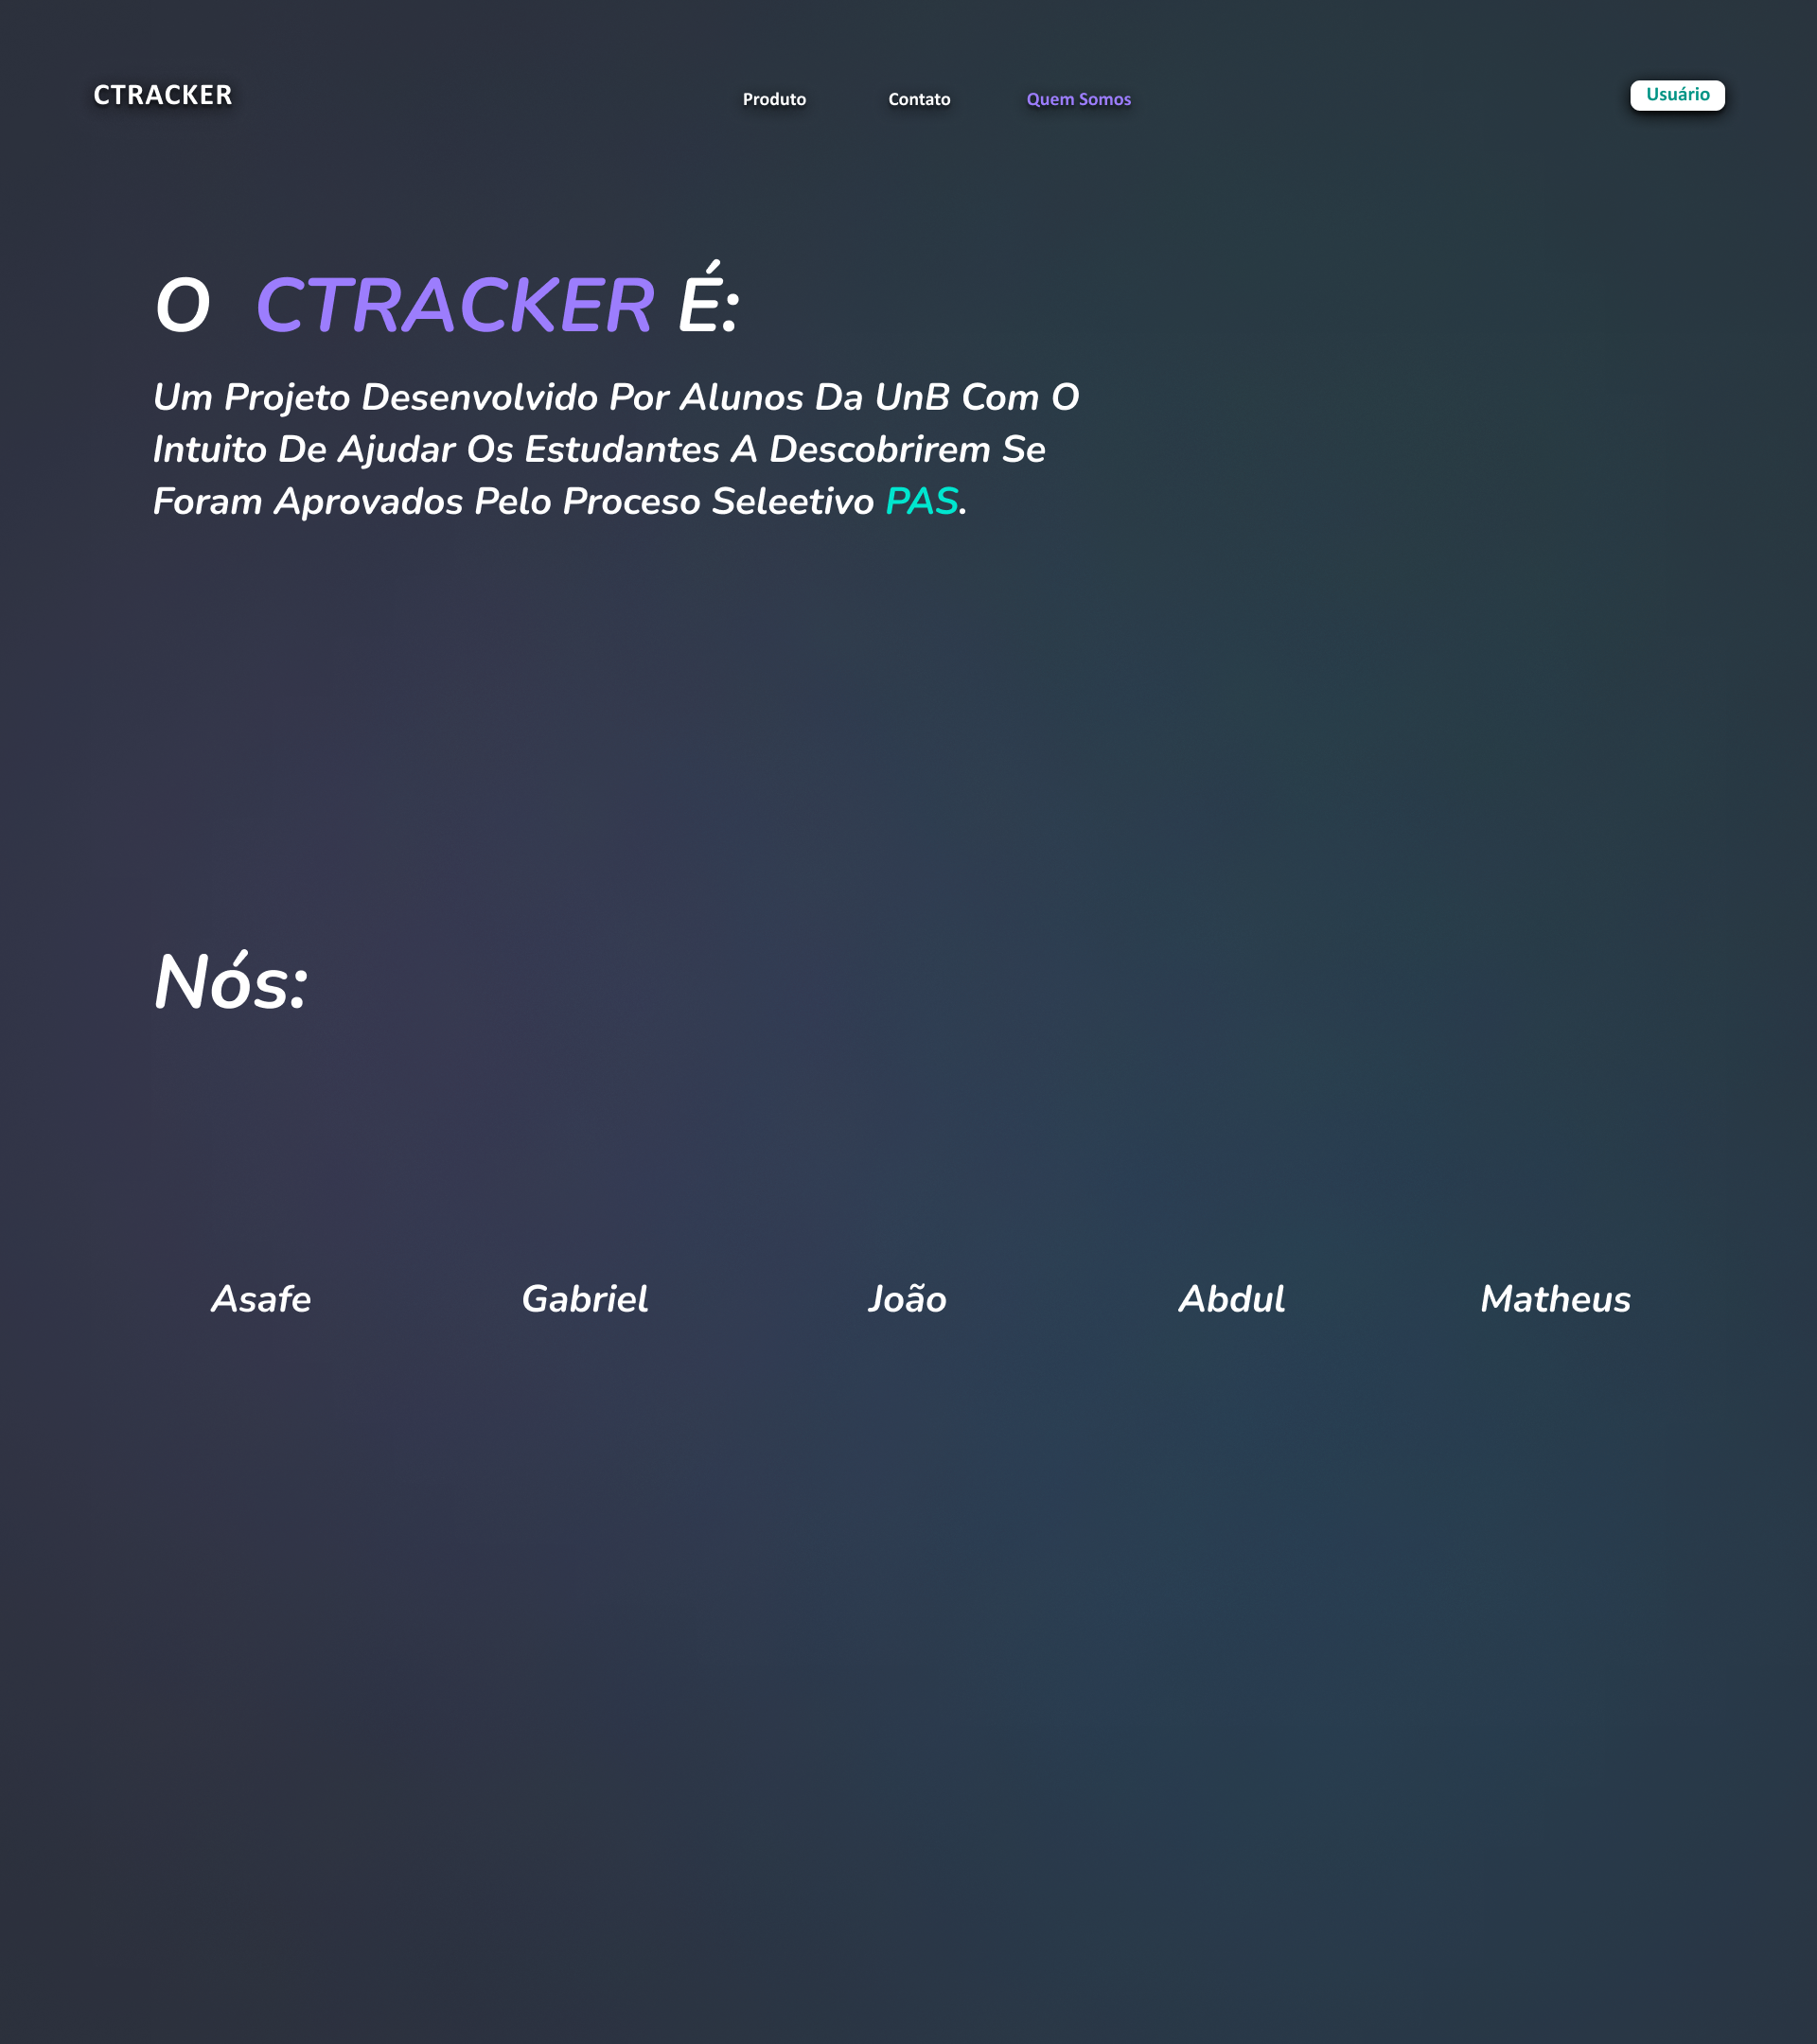 CTRACKER
Produto Contato Quem Somos
Usuário
O CTRACKER É:
Um Projeto Desenvolvido Por Alunos Da UnB Com O
Intuito De Ajudar Os Estudantes A Descobrirem Se
Foram Aprovados Pelo Proceso Seleetivo PAS.
Nós:
Asafe Gabriel João Abdul Matheus